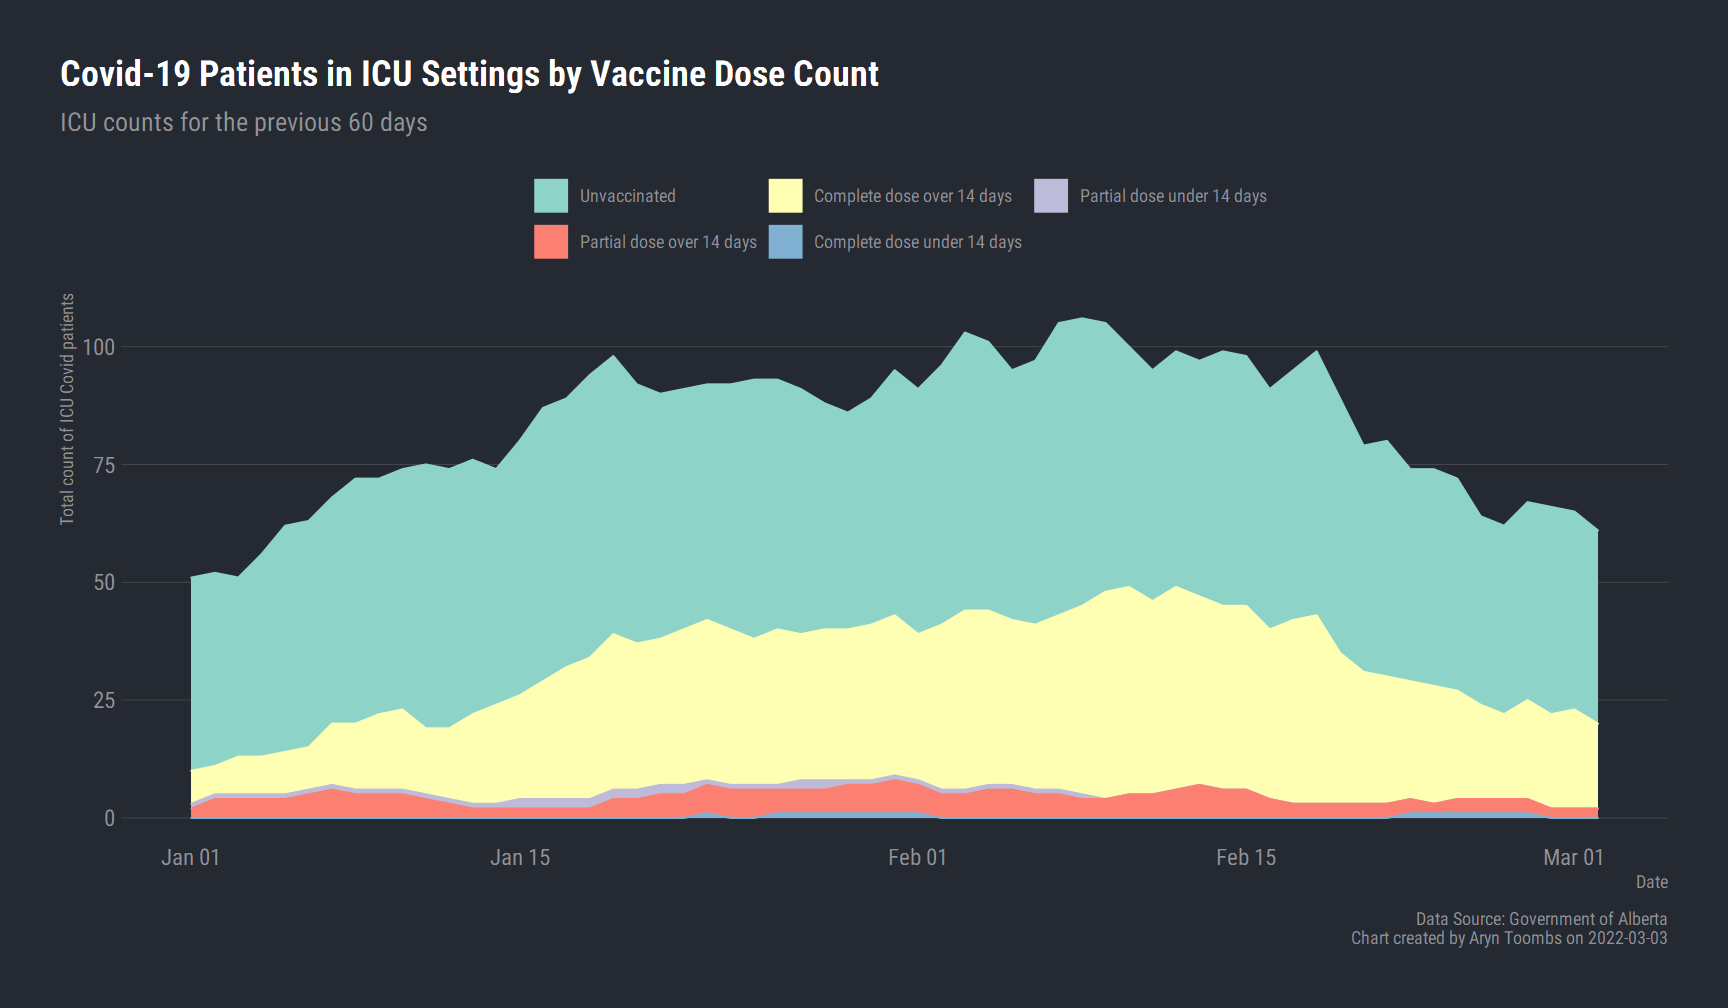 Covid-19 Patients in ICU Settings by Vaccine Dose Count
ICU counts for the previous 60 days
Unvaccinated
Complete dose over 14 days
Partial dose under 14 days
Partial dose over 14 days
Complete dose under 14 days
Total count of ICU Covid patients
100
75
50
25
0
Jan 01
Jan 15
Feb 01
Feb 15
Mar 01
Date
Data Source: Government of Alberta
Chart created by Aryn Toombs on 2022-03-03